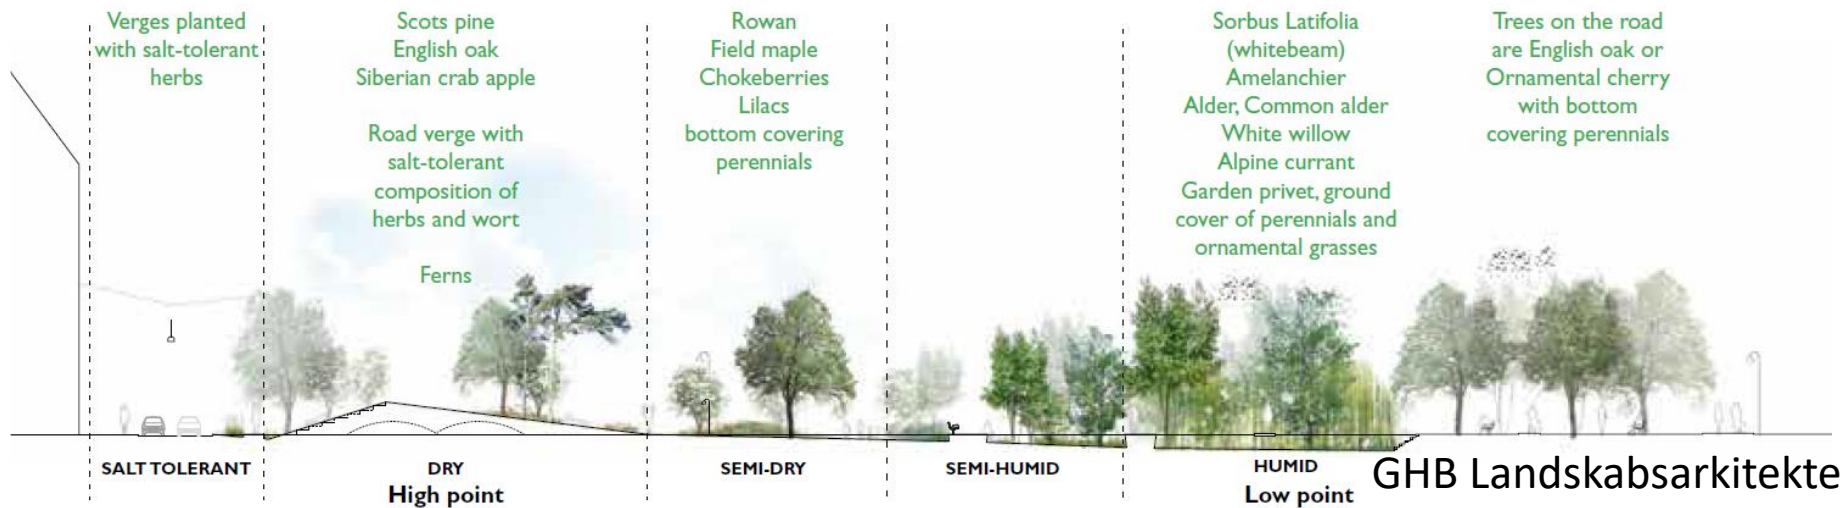 Verges planted
with salt-tolerant
herbs
Scots pine
English oak
Siberian crab apple
Road verge with
salt-tolerant
composition of
herbs and wort
Ferns
Rowan
Field maple
Chokeberries
Lilacs
bottom covering
perennials
Sorbus Latifolia
(whitebeam)
Amelanchier
Alder, Common alder
White willow
Alpine currant
Garden privet, ground
cover of perennials and
ornamental grasses
Trees on the road
are English oak or
Ornamental cherry
with bottom
covering perennials
SALT TOLERANT
DRY
High point
SEMI-DRY
SEMI-HUMID
HUMID
Low point
GHB Landskabsarkitekte